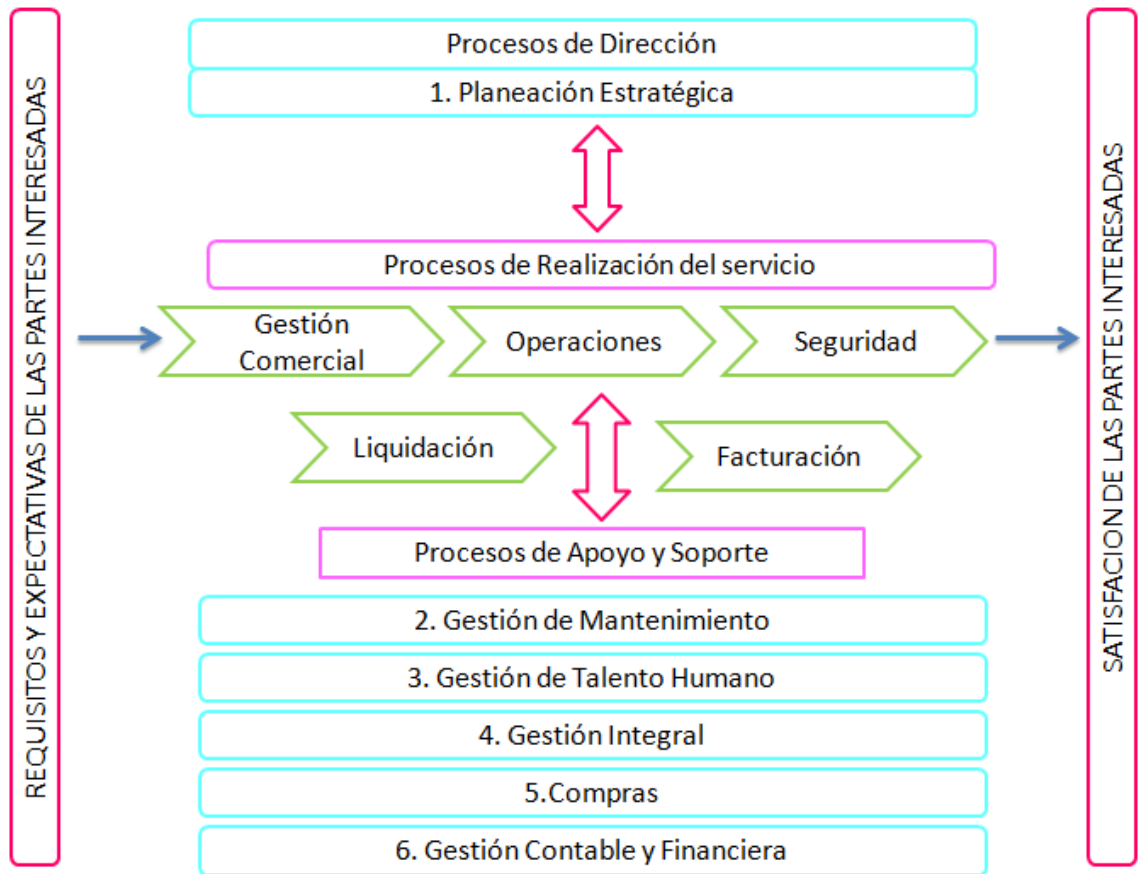 REQUISITOS Y EXPECTATIVAS DE LAS PARTES INTERESADAS
Procesos de Dirección
1. Planeación Estratégica
Procesos de Realización del servicio
Gestión
Comercial
Operaciones
Seguridad
Liquidación
Facturación
Procesos de Apoyo y Soporte
2. Gestión de Mantenimiento
3. Gestión de Talento Humano
4. Gestión Integral
5.Compras
6. Gestión Contable y Financiera
SATISFACION DE LAS PARTES INTERESADAS